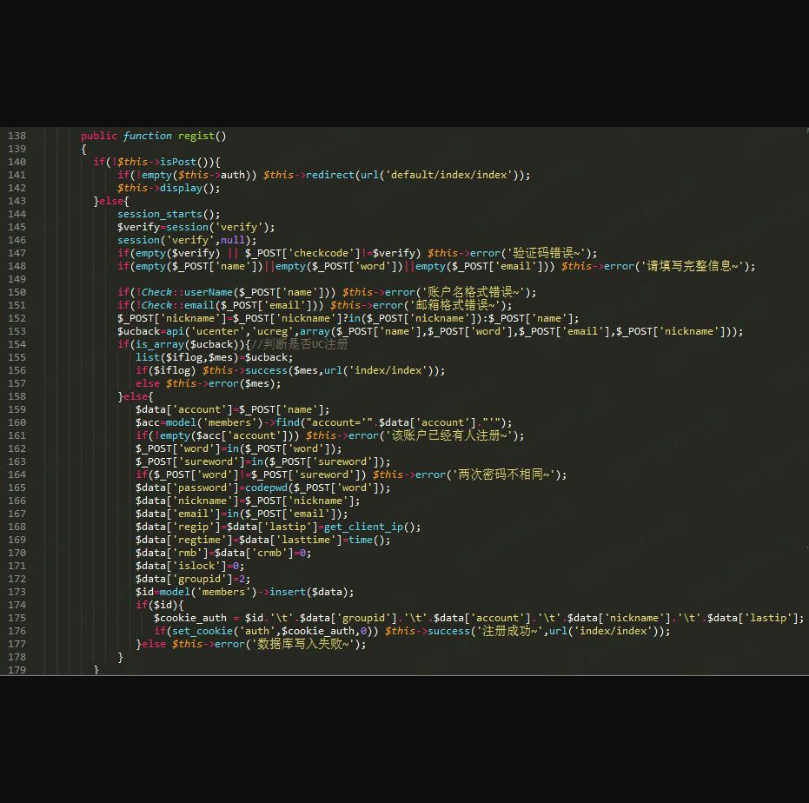 138 public function regist()
139 {
140 if(!$this->isPost()){
141 if(!empty($this->auth)) $this->redirect(url('default/index/index'));
142 $this->display();
143 }else{
144 session_starts();
145 $verify=session('verify');
146 session('verify',null);
147 if(empty($verify) || $_POST['checkcode']!=$verify) $this->error('验证码错误~');
148 if(empty($_POST['name'])||empty($_POST['word'])||empty($_POST['email'])) $this->error('请填写完整信息~');
149
150 if(!Check::userName($_POST['name'])) $this->error('账户名格式错误~');
151 if(!Check::email($_POST['email'])) $this->error('邮箱格式错误~');
152 $_POST['nickname']=$_POST['nickname']?in($_POST['nickname']):$_POST['name'];
153 $ucback=api('ucenter','ucreg',array($_POST['name'],$_POST['word'],$_POST['email'],$_POST['nickname']));
154 if(is_array($ucback)){//判断是否UC注册
155 list($iflog,$mes)=$ucback;
156 if($iflog) $this->success($mes,url('index/index'));
157 else $this->error($mes);
158 }else{
159 $data['account']=$_POST['name'];
160 $acc=model('members')->find("account='".$data['account']."'");
161 if(!empty($acc['account'])) $this->error('该账户已经有人注册~');
162 $_POST['word']=in($_POST['word']);
163 $_POST['sureword']=in($_POST['sureword']);
164 if($_POST['word']!=$_POST['sureword']) $this->error('两次密码不相同~');
165 $data['password']=codepwd($_POST['word']);
166 $data['nickname']=$_POST['nickname'];
167 $data['email']=in($_POST['email']);
168 $data['regip']=$data['lastip']=get_client_ip();
169 $data['regtime']=$data['lasttime']=time();
170 $data['rmb']=$data['crmb']=0;
171 $data['islock']=0;
172 $data['groupid']=2;
173 $id=model('members')->insert($data);
174 if($id){
175 $cookie_auth = $id.'\t'.$data['groupid'].'\t'.$data['account'].'\t'.$data['nickname'].'\t'.$data['lastip'];
176 if(set_cookie('auth',$cookie_auth,0)) $this->success('注册成功~',url('index/index'));
177 }else $this->error('数据库写入失败~');
178 }
179 }